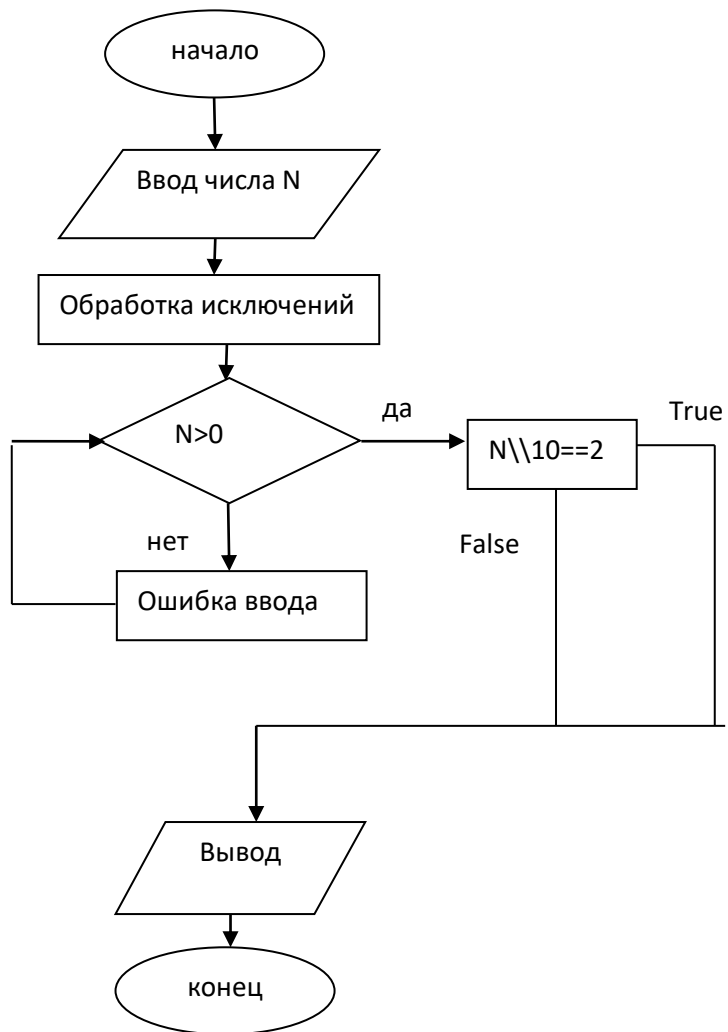 начало
Ввод числа N
Обработка исключений
N>0
да
N\\10==2
True
нет
False
Ошибка ввода
Вывод
конец